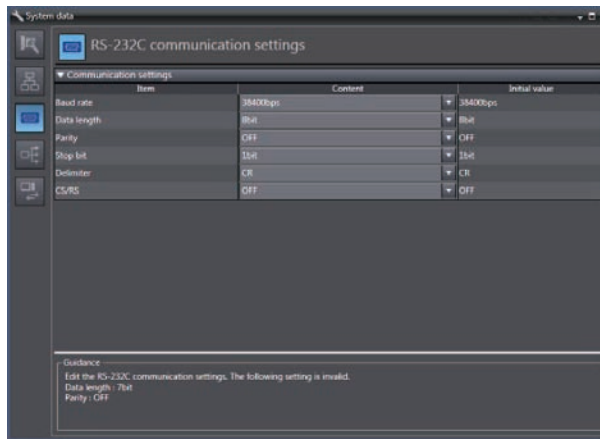 System data
RS-232C communication settings
▼ Communication settings
Item Content Initial value
Baud rate 38400bps 38400bps
Data length 8bit 8bit
Parity OFF OFF
Stop bit 1bit 1bit
Delimiter CR CR
CS/RS OFF OFF
Guidance
Edit the RS-232C communication settings. The following setting is invalid.
Data length : 7bit
Parity : OFF